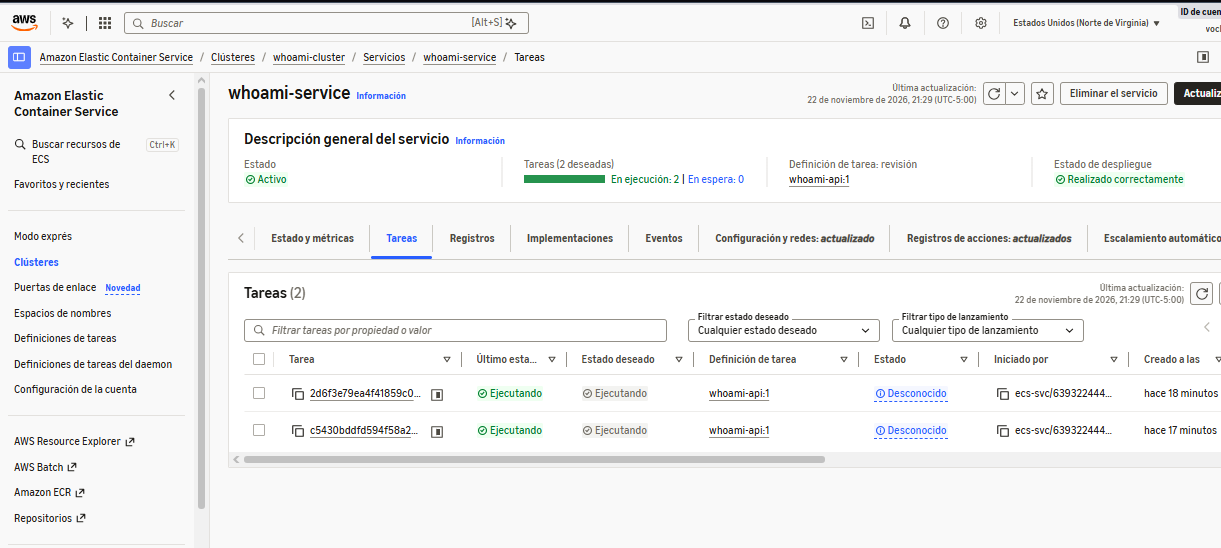 aws
Buscar [Alt+S]
Estados Unidos (Norte de Virginia)
ID de cuen
vocl
Amazon Elastic Container Service / Clústeres / whoami-cluster / Servicios / whoami-service / Tareas
Amazon Elastic
Container Service
Buscar recursos de
ECS
Ctrl+K
Favoritos y recientes
Modo exprés
Clústeres
Puertas de enlace Novedad
Espacios de nombres
Definiciones de tareas
Definiciones de tareas del daemon
Configuración de la cuenta
AWS Resource Explorer
AWS Batch
Amazon ECR
Repositorios
whoami-service Información
Última actualización:
22 de noviembre de 2026, 21:29 (UTC-5:00)
Eliminar el servicio
Actualiz
Descripción general del servicio Información
Estado
Activo
Tareas (2 deseadas)
En ejecución: 2 | En espera: 0
Definición de tarea: revisión
whoami-api:1
Estado de despliegue
Realizado correctamente
Estado y métricas Tareas Registros Implementaciones Eventos Configuración y redes: actualizado Registros de acciones: actualizados Escalamiento automático
Tareas (2)
Última actualización:
22 de noviembre de 2026, 21:29 (UTC-5:00)
Filtrar tareas por propiedad o valor
Filtrar estado deseado
Cualquier estado deseado
Filtrar tipo de lanzamiento
Cualquier tipo de lanzamiento
Tarea Último esta... Estado deseado Definición de tarea Estado Iniciado por Creado a las
2d6f3e79ea4f41859c0... Ejecutando Ejecutando whoami-api:1 Desconocido ecs-svc/639322444... hace 18 minutos
c5430bddfd594f58a2... Ejecutando Ejecutando whoami-api:1 Desconocido ecs-svc/639322444... hace 17 minutos